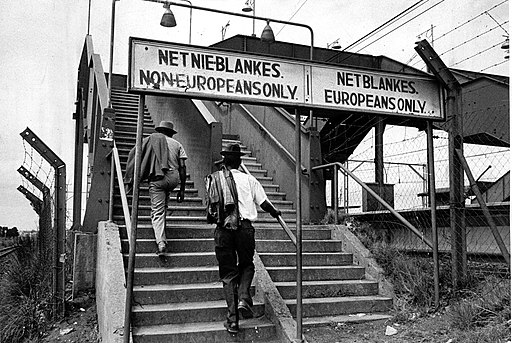 NET NIE-BLANKES.
NON-EUROPEANS ONLY.
NET BLANKES.
EUROPEANS ONLY.